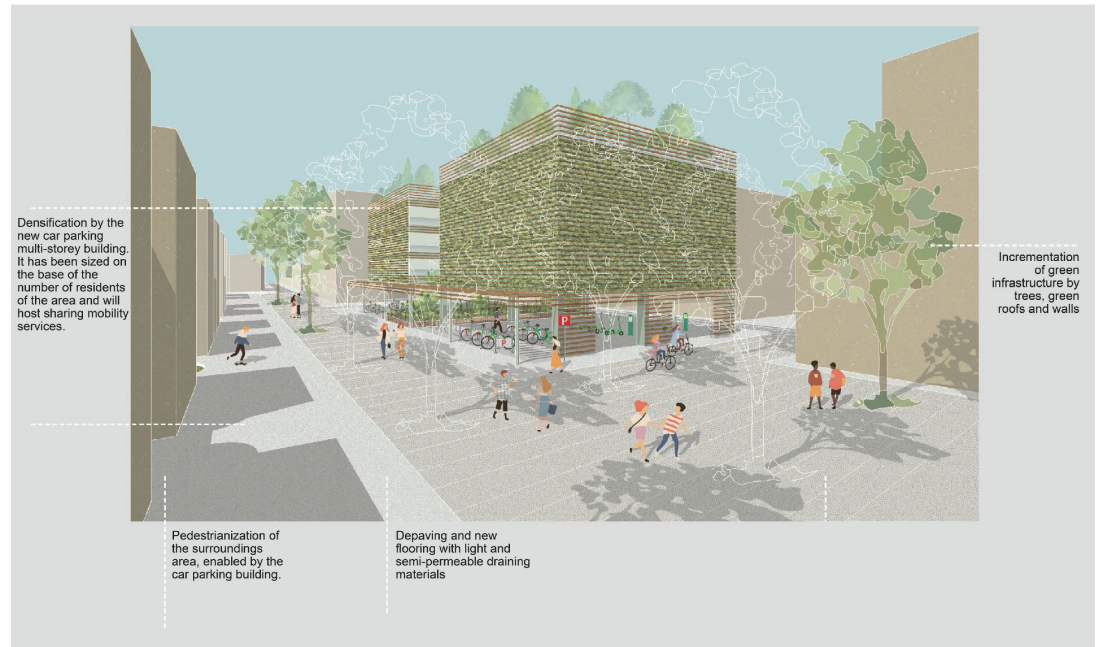 Densification by the
new car parking
multi-storey building.
It has been sized on
the base of the
number of residents
of the area and will
host sharing mobility
services.
P
P
Incrementation
of green
infrastructure by
trees, green
roofs and walls
Pedestrianization of
the surroundings
area, enabled by the
car parking building.
Depaving and new
flooring with light and
semi-permeable draining
materials